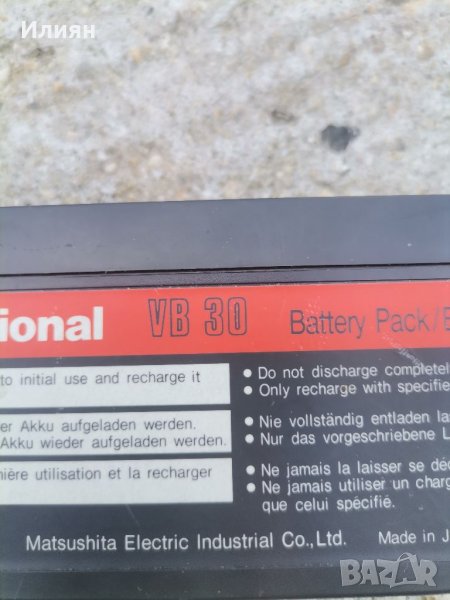 Илиян
ional VB 30 Battery Pack/
to initial use and recharge it
er Akku aufgeladen werden.
Akku wieder aufgeladen werden.
nière utilisation et la recharger
• Do not discharge completel
• Only recharge with specifie
• Nie vollständig entladen la
• Nur das vorgeschriebene L
• Ne jamais la laisser se dé
• Ne jamais utiliser un charg
que celui spécifié.
Matsushita Electric Industrial Co., Ltd. Made in J
BAZAR